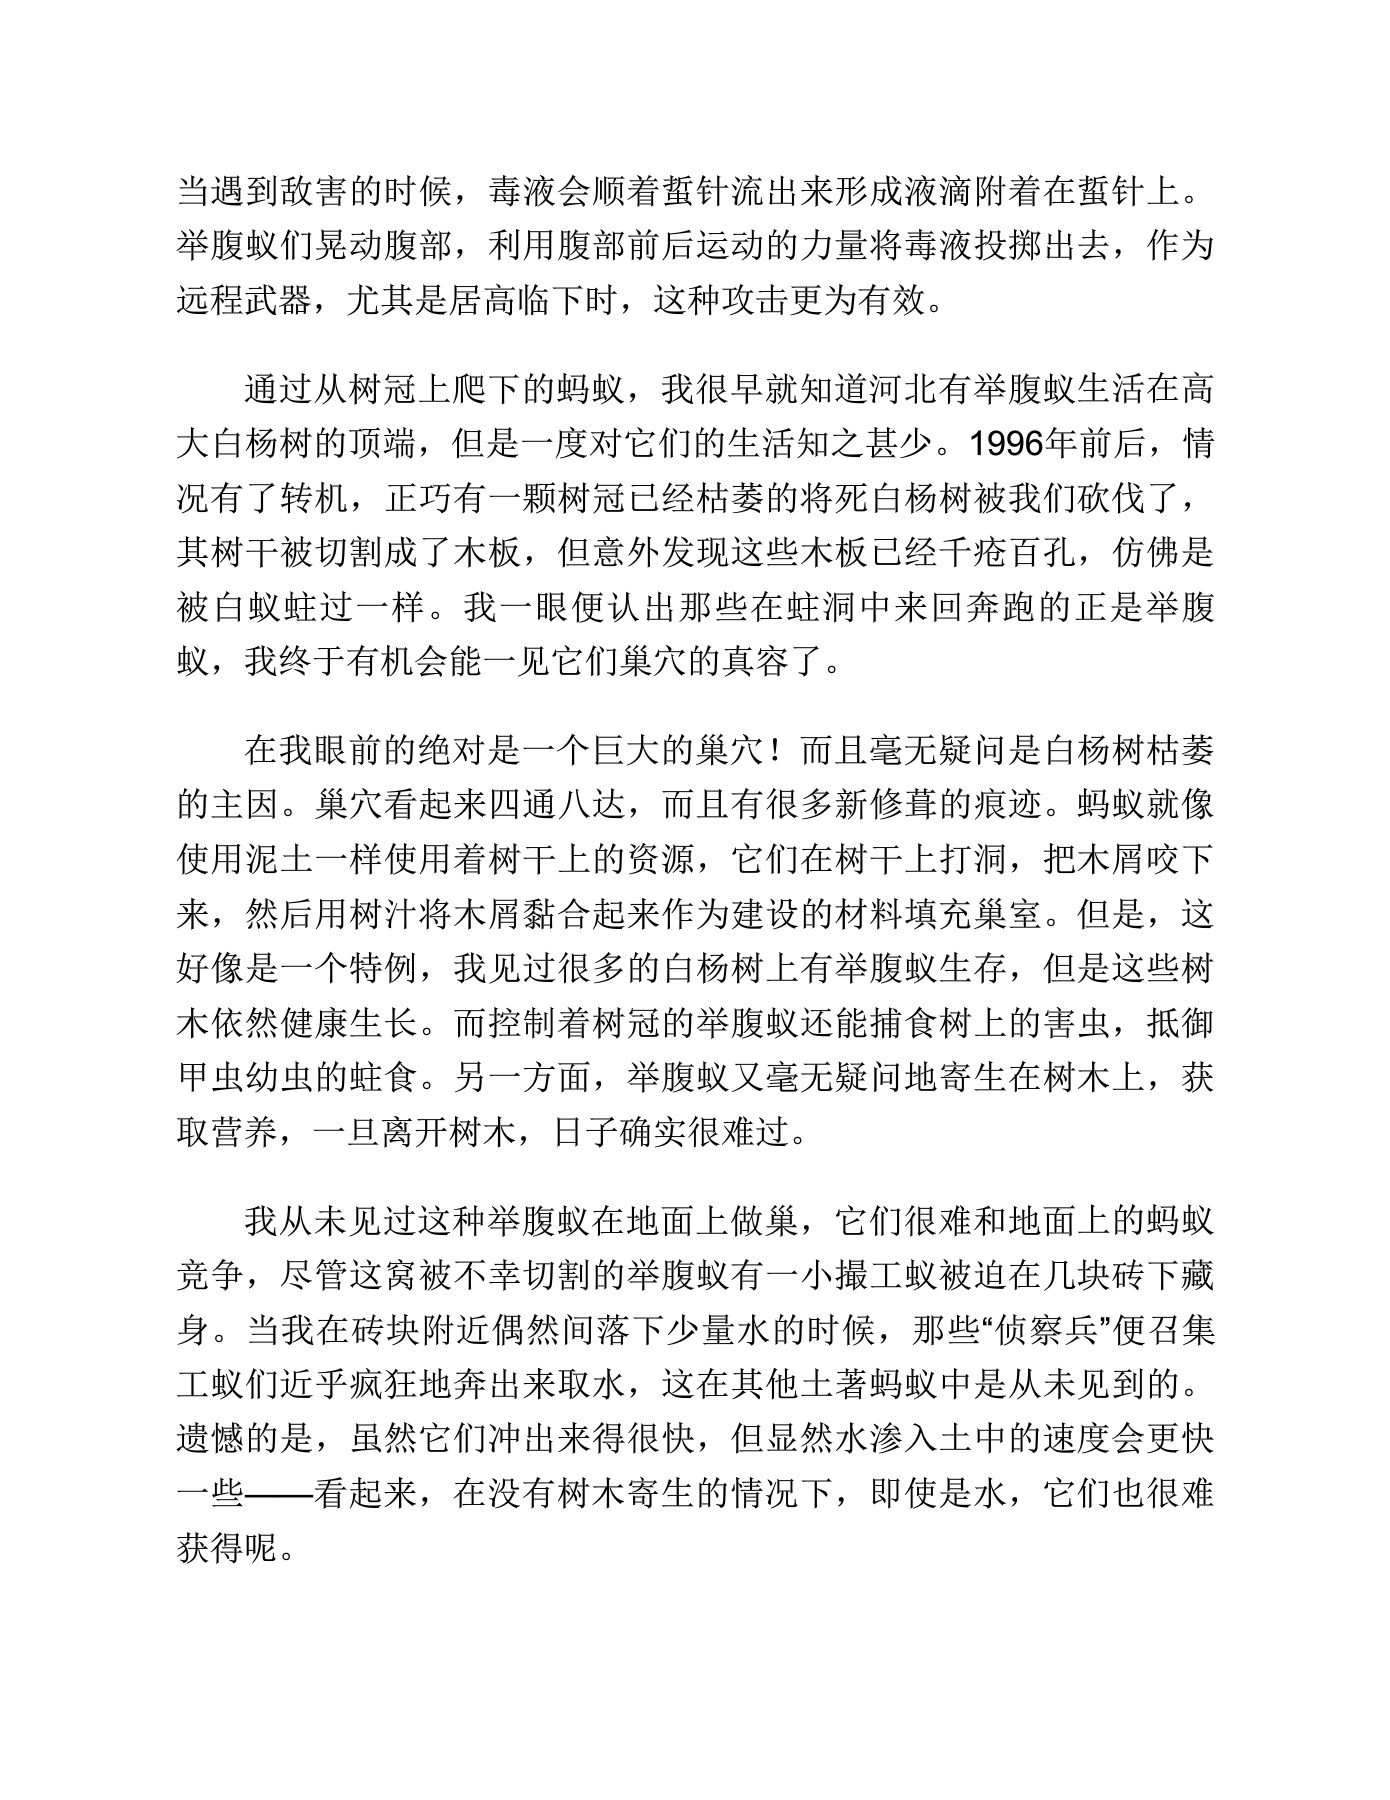 当遇到敌害的时候，毒液会顺着蜇针流出来形成液滴附着在蜇针上。
举腹蚁们晃动腹部，利用腹部前后运动的力量将毒液投掷出去，作为
远程武器，尤其是居高临下时，这种攻击更为有效。
通过从树冠上爬下的蚂蚁，我很早就知道河北有举腹蚁生活在高
大白杨树的顶端，但是一度对它们的生活知之甚少。1996年前后，情
况有了转机，正巧有一颗树冠已经枯萎的将死白杨树被我们砍伐了，
其树干被切割成了木板，但意外发现这些木板已经千疮百孔，仿佛是
被白蚁蛀过一样。我一眼便认出那些在蛀洞中来回奔跑的正是举腹
蚁，我终于有机会能一见它们巢穴的真容了。
在我眼前的绝对是一个巨大的巢穴！而且毫无疑问是白杨树枯萎
的主因。巢穴看起来四通八达，而且有很多新修葺的痕迹。蚂蚁就像
使用泥土一样使用着树干上的资源，它们在树干上打洞，把木屑咬下
来，然后用树汁将木屑黏合起来作为建设的材料填充巢室。但是，这
好像是一个特例，我见过很多的白杨树上有举腹蚁生存，但是这些树
木依然健康生长。而控制着树冠的举腹蚁还能捕食树上的害虫，抵御
甲虫幼虫的蛀食。另一方面，举腹蚁又毫无疑问地寄生在树木上，获
取营养，一旦离开树木，日子确实很难过。
我从未见过这种举腹蚁在地面上做巢，它们很难和地面上的蚂蚁
竞争，尽管这窝被不幸切割的举腹蚁有一小撮工蚁被迫在几块砖下藏
身。当我在砖块附近偶然间落下少量水的时候，那些“侦察兵”便召集
工蚁们近乎疯狂地奔出来取水，这在其他土著蚂蚁中是从未见到的。
遗憾的是，虽然它们冲出来得很快，但显然水渗入土中的速度会更快
一些——看起来，在没有树木寄生的情况下，即使是水，它们也很难
获得呢。